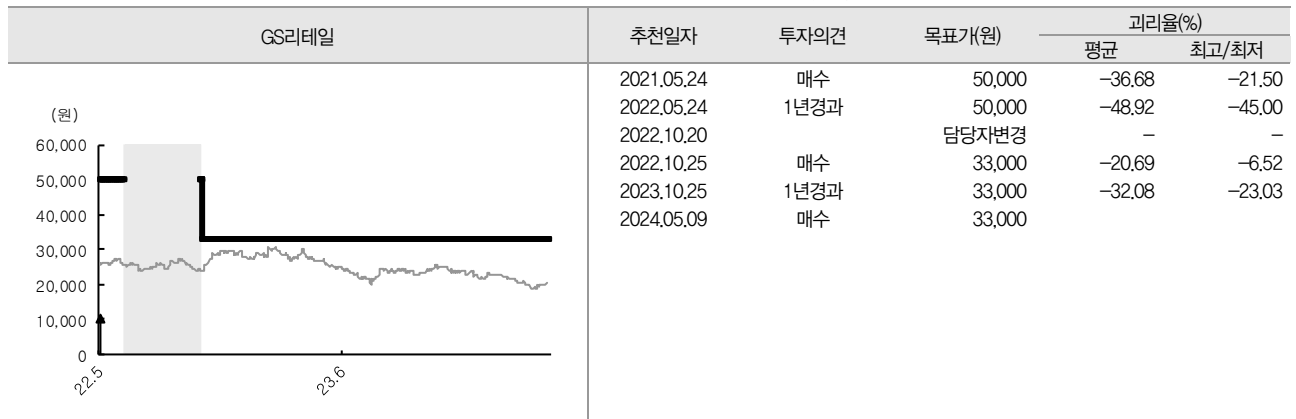 GS리테일
(원)
60,000
50,000
40,000
30,000
20,000
10,000
0
22.5
23.6
추천일자 투자의견 목표가(원) 괴리율(%)
평균 최고/최저
2021.05.24 매수 50,000 −36.68 −21.50
2022.05.24 1년경과 50,000 −48.92 −45.00
2022.10.20 담당자변경 − −
2022.10.25 매수 33,000 −20.69 −6.52
2023.10.25 1년경과 33,000 −32.08 −23.03
2024.05.09 매수 33,000